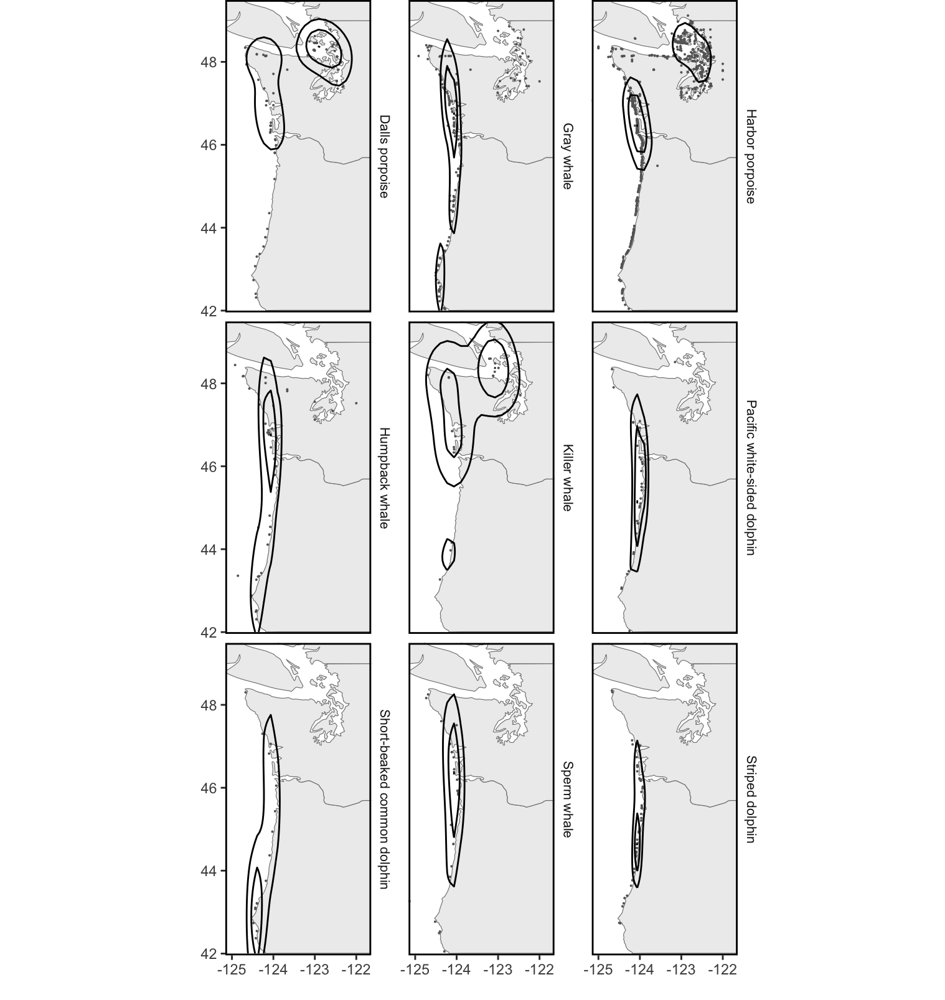 48
46
44
42
Dalls porpoise
Gray whale
Harbor porpoise
48
46
44
42
Humpback whale
Killer whale
Pacific white-sided dolphin
48
46
44
42
Short-beaked common dolphin
Sperm whale
Striped dolphin
-125 -124 -123 -122
-125 -124 -123 -122
-125 -124 -123 -122